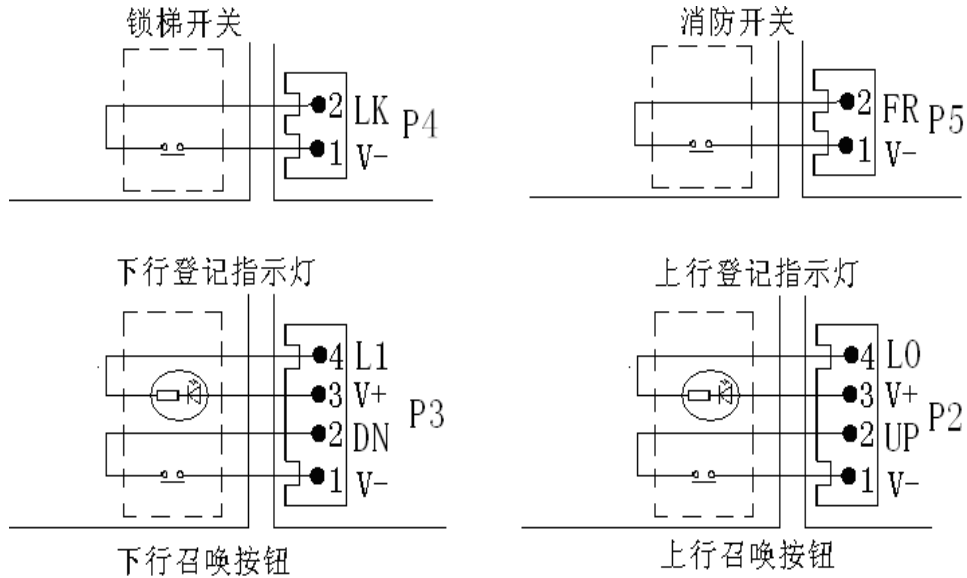 锁梯开关
2 LK
P4
1 V-
消防开关
2 FR
P5
1 V-
下行登记指示灯
4 L1
3 V+
P3
2 DN
1 V-
下行召唤按钮
上行登记指示灯
4 L0
3 V+
P2
2 UP
1 V-
上行召唤按钮